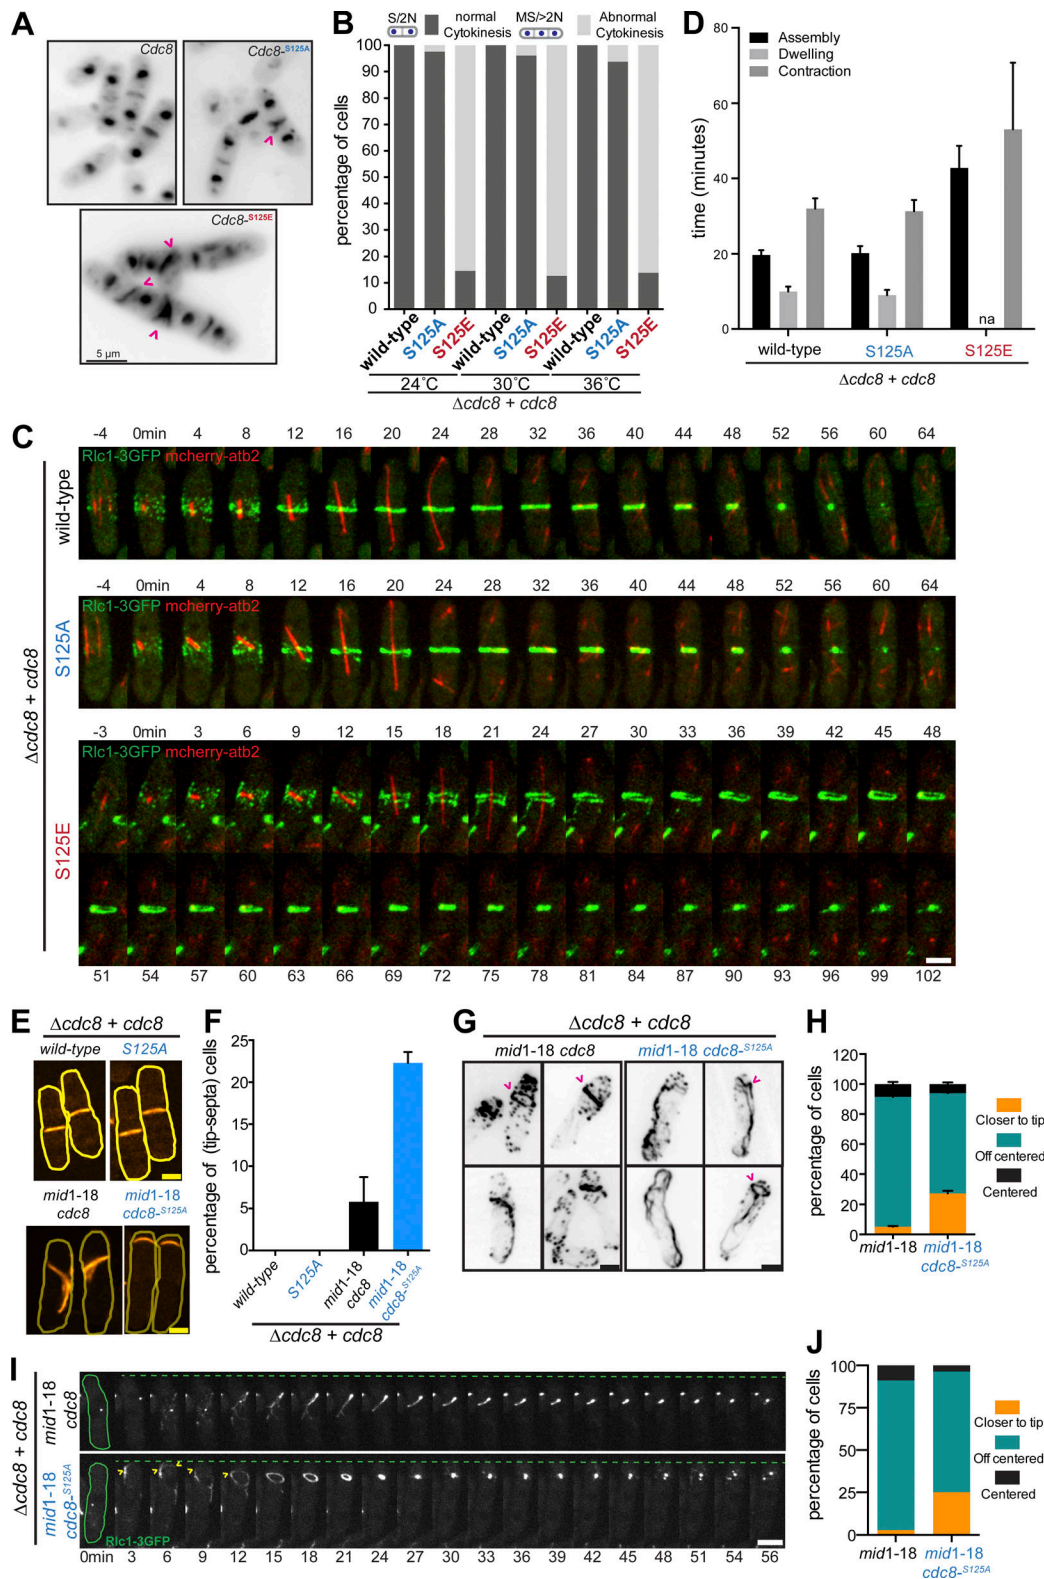 A
Cdc8
Cdc8-S125A
Cdc8-S125E
5 µm
B
S/2N
normal
Cytokinesis
MS/>2N
Abnormal
Cytokinesis
percentage of cells
100
90
80
70
60
50
40
30
20
10
0
wild-type
S125A
S125E
wild-type
S125A
S125E
wild-type
S125A
S125E
24°C
30°C
36°C
Δcdc8 + cdc8
D
Assembly
Dwelling
Contraction
time (minutes)
80
60
40
20
0
na
wild-type
S125A
S125E
Δcdc8 + cdc8
C
Δcdc8 + cdc8
wild-type
-4 0min 4 8 12 16 20 24 28 32 36 40 44 48 52 56 60 64
Rlc1-3GFP mcherry-atb2
S125A
-4 0min 4 8 12 16 20 24 28 32 36 40 44 48 52 56 60 64
Rlc1-3GFP mcherry-atb2
S125E
-3 0min 3 6 9 12 15 18 21 24 27 30 33 36 39 42 45 48
Rlc1-3GFP mcherry-atb2
51 54 57 60 63 66 69 72 75 78 81 84 87 90 93 96 99 102
E
Δcdc8 + cdc8
wild-type
S125A
mid1-18
cdc8
mid1-18
cdc8-S125A
F
percentage of (tip-septa) cells
25
20
15
10
5
0
wild-type
S125A
mid1-18
cdc8
mid1-18
cdc8-S125A
Δcdc8 + cdc8
G
Δcdc8 + cdc8
mid1-18 cdc8
mid1-18 cdc8-S125A
H
percentage of cells
120
100
80
60
40
20
0
Closer to tip
Off centered
Centered
mid1-18
mid1-18
cdc8-S125A
I
Δcdc8 + cdc8
mid1-18
cdc8
mid1-18
cdc8-S125A
Rlc1-3GFP
0min 3 6 9 12 15 18 21 24 27 30 33 36 39 42 45 48 51 54 56
J
percentage of cells
100
75
50
25
0
Closer to tip
Off centered
Centered
mid1-18
mid1-18
cdc8-S125A